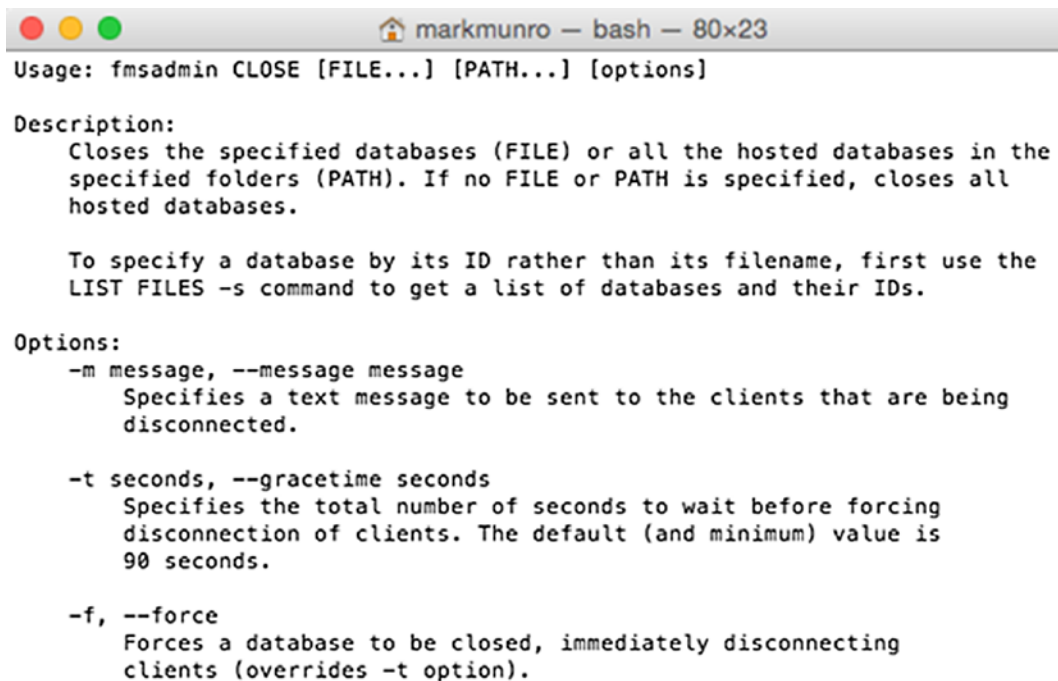 markmunro — bash — 80×23
Usage: fmsadmin CLOSE [FILE...] [PATH...] [options]
Description:
Closes the specified databases (FILE) or all the hosted databases in the
specified folders (PATH). If no FILE or PATH is specified, closes all
hosted databases.
To specify a database by its ID rather than its filename, first use the
LIST FILES -s command to get a list of databases and their IDs.
Options:
-m message, --message message
Specifies a text message to be sent to the clients that are being
disconnected.
-t seconds, --gracetime seconds
Specifies the total number of seconds to wait before forcing
disconnection of clients. The default (and minimum) value is
90 seconds.
-f, --force
Forces a database to be closed, immediately disconnecting
clients (overrides -t option).